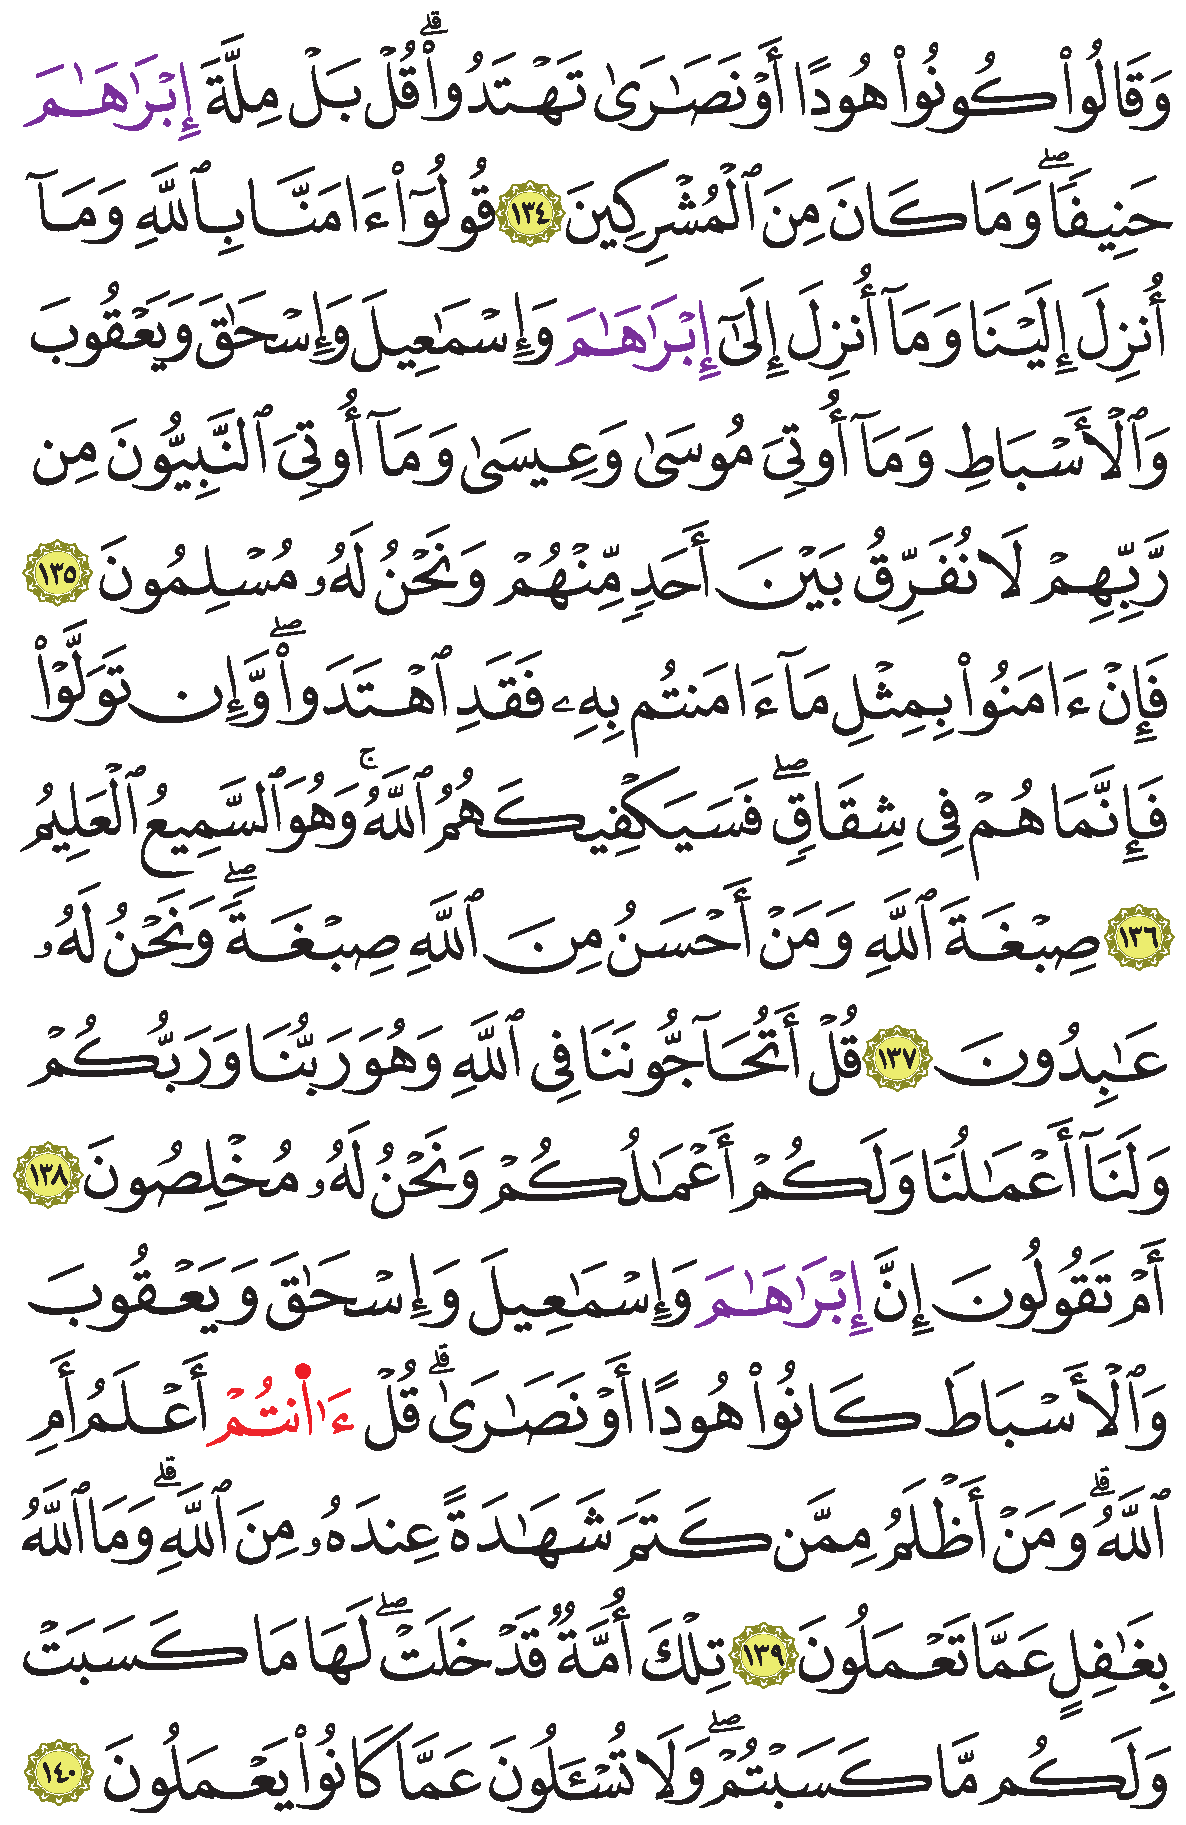 وَقَالُوا۟ كُونُوا۟ هُودًا أَوْ نَصَـٰرَىٰ تَهْتَدُوا۟ۗ قُلْ بَلْ مِلَّةَ إِبْرَٰهَـٰمَ
حَنِيفًاۖ وَمَا كَانَ مِنَ ٱلْمُشْرِكِينَ ١٣٤ قُولُوٓا۟ ءَامَنَّا بِٱللَّهِ وَمَآ
أُنزِلَ إِلَيْنَا وَمَآ أُنزِلَ إِلَىٰٓ إِبْرَٰهَـٰمَ وَإِسْمَـٰعِيلَ وَإِسْحَـٰقَ وَيَعْقُوبَ
وَٱلْأَسْبَاطِ وَمَآ أُوتِىَ مُوسَىٰ وَعِيسَىٰ وَمَآ أُوتِىَ ٱلنَّبِيُّونَ مِن
رَّبِّهِمْ لَا نُفَرِّقُ بَيْنَ أَحَدٍ مِّنْهُمْ وَنَحْنُ لَهُۥ مُسْلِمُونَ ١٣٥
فَإِنْ ءَامَنُوا۟ بِمِثْلِ مَآ ءَامَنتُم بِهِۦ فَقَدِ ٱهْتَدَوا۟ۖ وَّإِن تَوَلَّوْا۟
فَإِنَّمَا هُمْ فِى شِقَاقٍۖ فَسَيَكْفِيكَهُمُ ٱللَّهُۚ وَهُوَ ٱلسَّمِيعُ ٱلْعَلِيمُ
١٣٦ صِبْغَةَ ٱللَّهِ وَمَنْ أَحْسَنُ مِنَ ٱللَّهِ صِبْغَةًۖ وَنَحْنُ لَهُۥ
عَـٰبِدُونَ ١٣٧ قُلْ أَتُحَآجُّونَنَا فِى ٱللَّهِ وَهُوَ رَبُّنَا وَرَبُّكُمْ
وَلَنَآ أَعْمَـٰلُنَا وَلَكُمْ أَعْمَـٰلُكُمْ وَنَحْنُ لَهُۥ مُخْلِصُونَ ١٣٨
أَمْ تَقُولُونَ إِنَّ إِبْرَٰهَـٰمَ وَإِسْمَـٰعِيلَ وَإِسْحَـٰقَ وَيَعْقُوبَ
وَٱلْأَسْبَاطَ كَانُوا۟ هُودًا أَوْ نَصَـٰرَىٰۗ قُلْ ءَا۬نتُمْ أَعْلَمُ أَمِ
ٱللَّهُۗ وَمَنْ أَظْلَمُ مِمَّن كَتَمَ شَهَـٰدَةً عِندَهُۥ مِنَ ٱللَّهِۗ وَمَا ٱللَّهُ
بِغَـٰفِلٍ عَمَّا تَعْمَلُونَ ١٣٩ تِلْكَ أُمَّةٌ قَدْ خَلَتْۖ لَهَا مَا كَسَبَتْ
وَلَكُم مَّا كَسَبْتُمْۖ وَلَا تُسْـَٔلُونَ عَمَّا كَانُوا۟ يَعْمَلُونَ ١٤٠